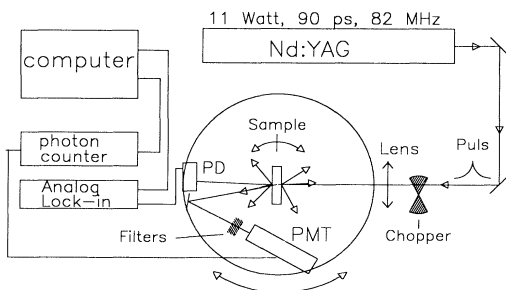 11 Watt, 90 ps, 82 MHz
Nd:YAG
computer
photon
counter
Analog
Lock-in
Sample
PD
Lens
Puls
Chopper
Filters
PMT